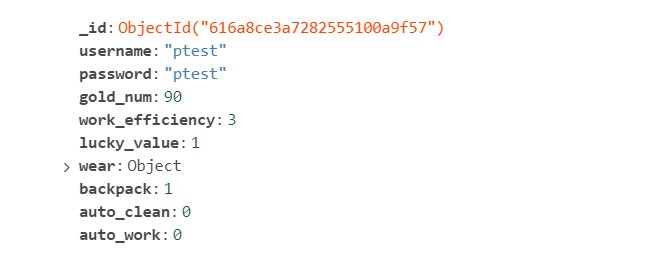 _id: ObjectId("616a8ce3a7282555100a9f57")
username: "ptest"
password: "ptest"
gold_num: 90
work_efficiency: 3
lucky_value: 1
> wear: Object
backpack: 1
auto_clean: 0
auto_work: 0